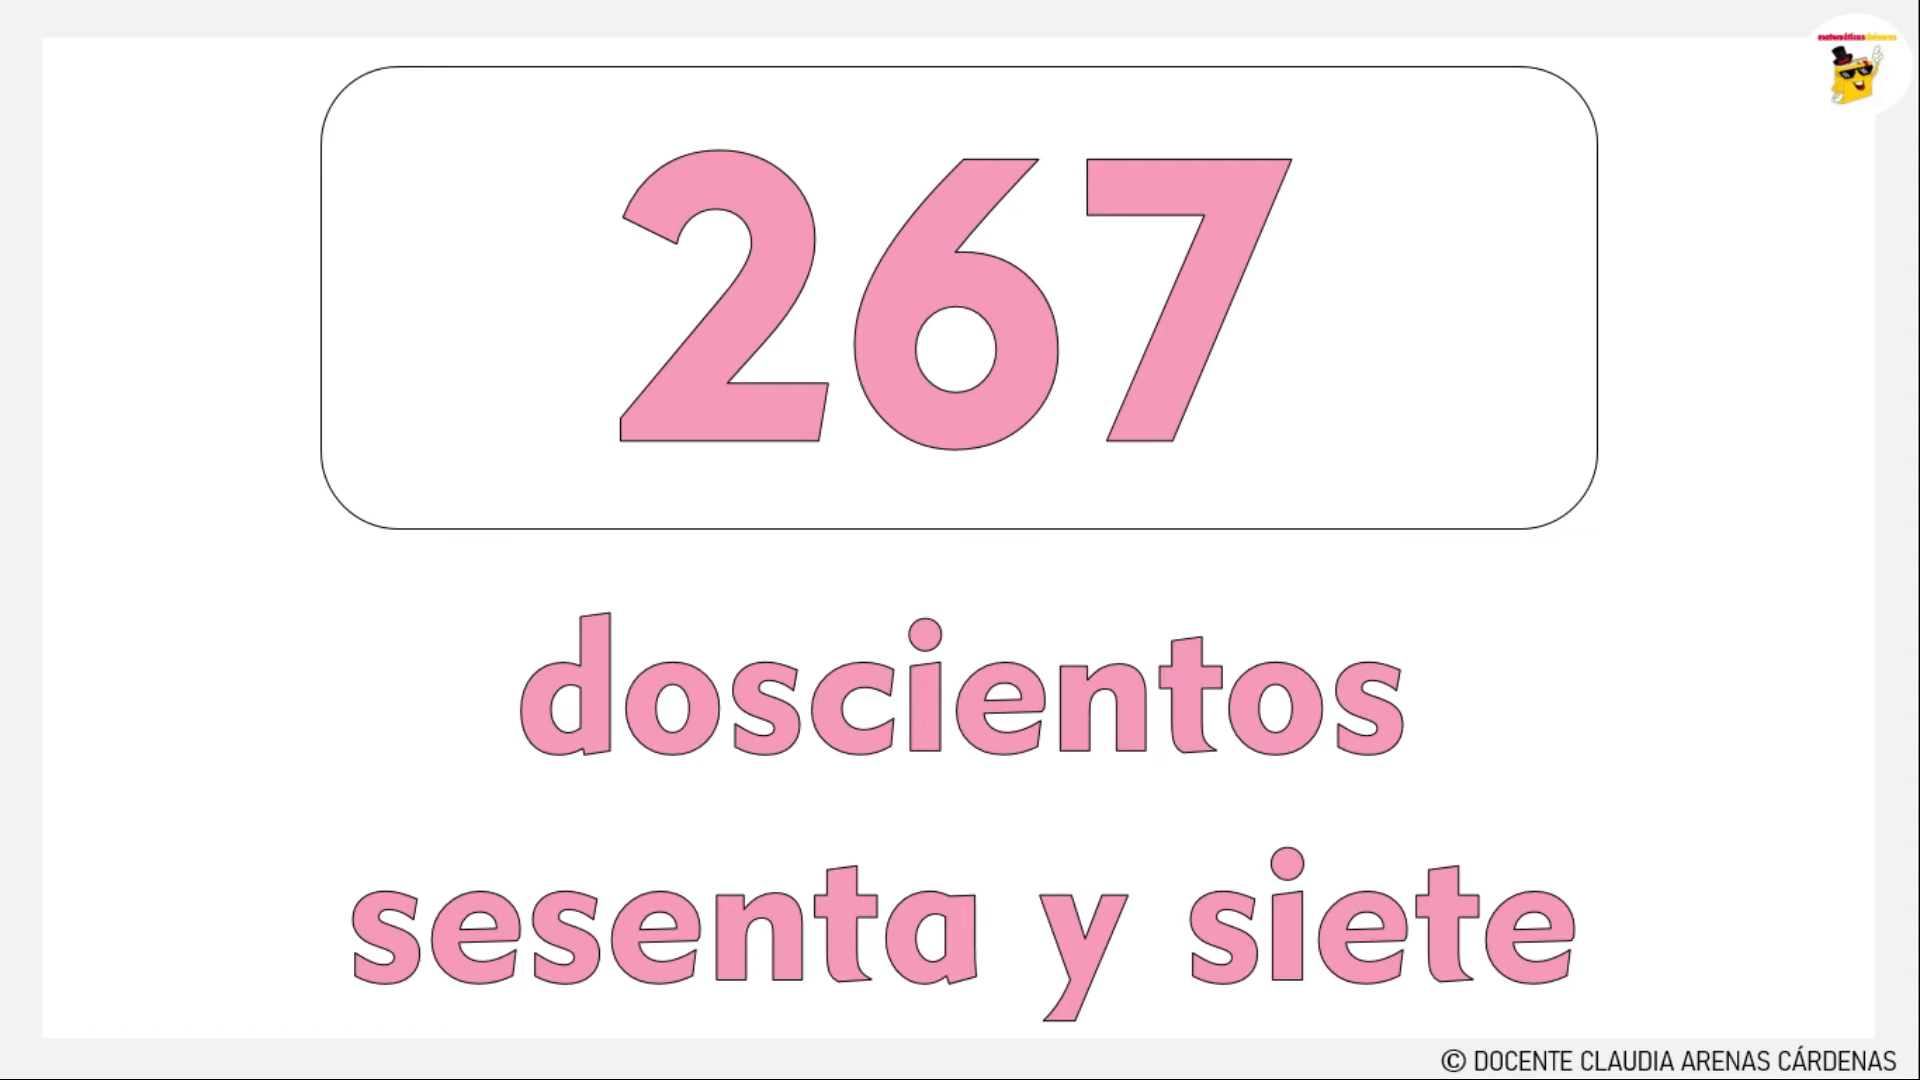 267
doscientos
sesenta y siete
© DOCENTE CLAUDIA ARENAS CÁRDENAS